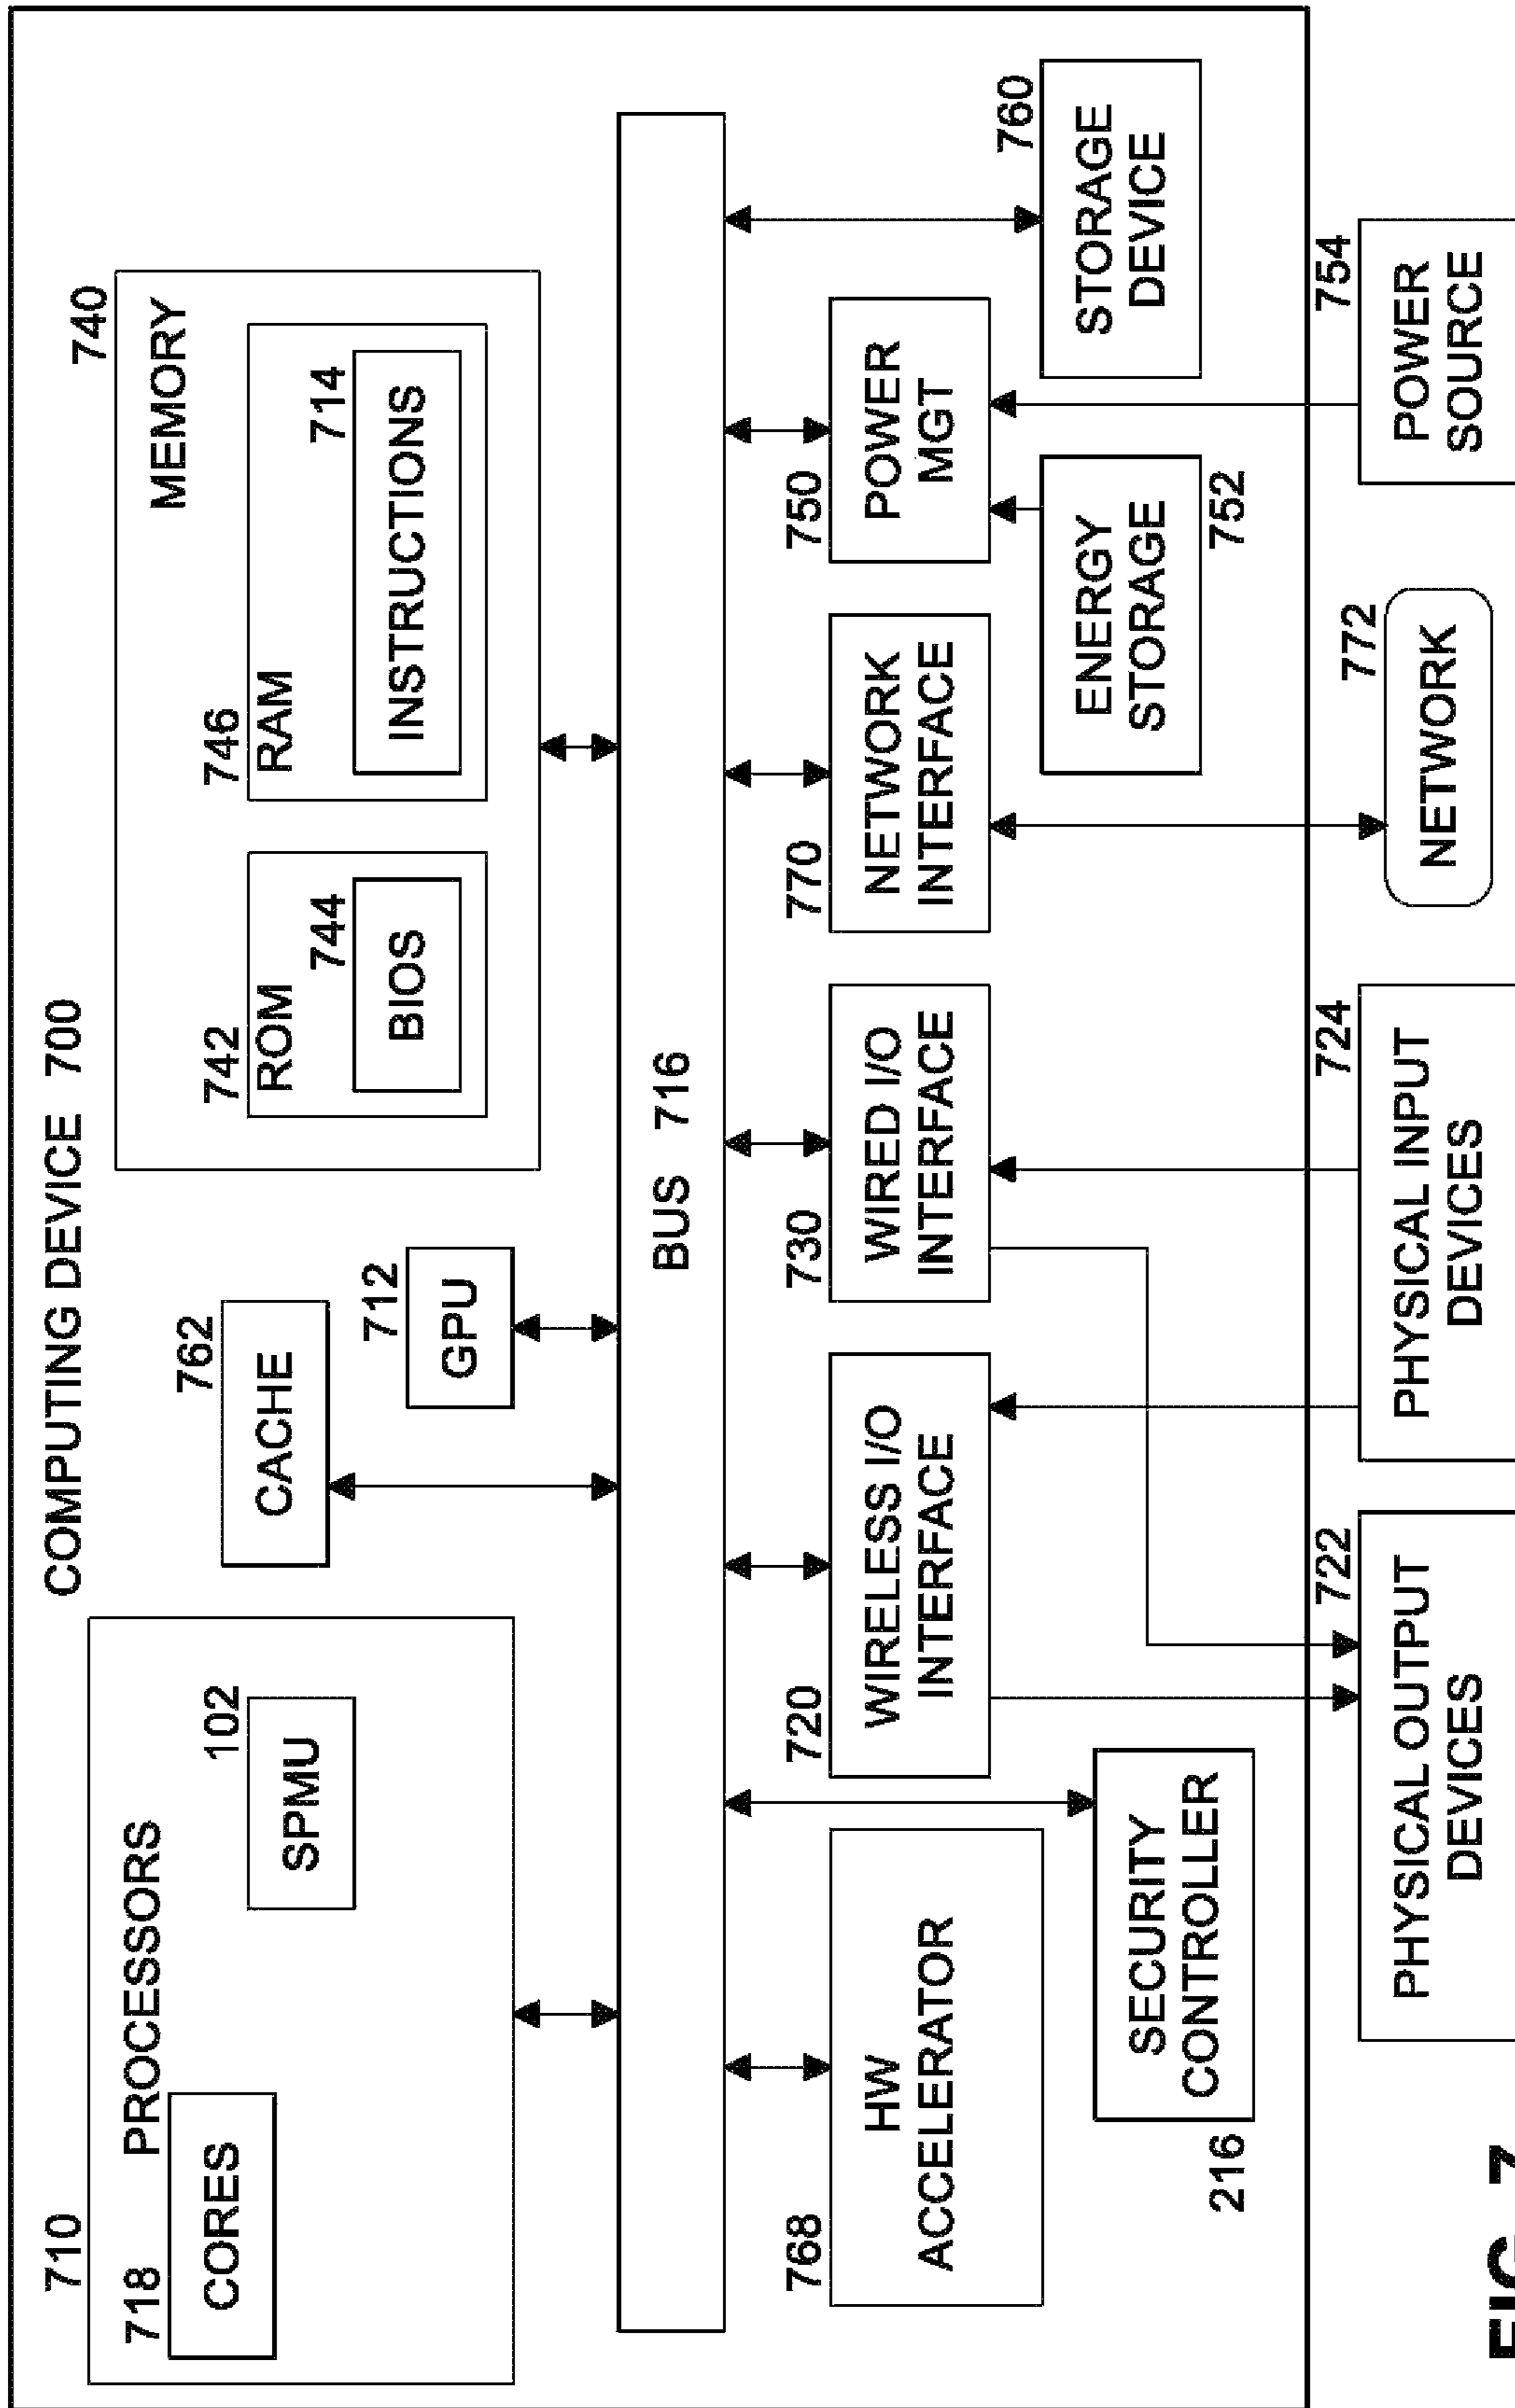 COMPUTING DEVICE 700
710
PROCESSORS
718
CORES
102
SPMU
762
CACHE
712
GPU
740
MEMORY
742
ROM
744
BIOS
746
RAM
714
INSTRUCTIONS
BUS 716
768
HW
ACCELERATOR
216
SECURITY
CONTROLLER
720
WIRELESS I/O
INTERFACE
730
WIRED I/O
INTERFACE
770
NETWORK
INTERFACE
750
POWER
MGT
ENERGY
STORAGE
752
760
STORAGE
DEVICE
722
PHYSICAL OUTPUT
DEVICES
724
PHYSICAL INPUT
DEVICES
772
NETWORK
754
POWER
SOURCE
FIG. 7